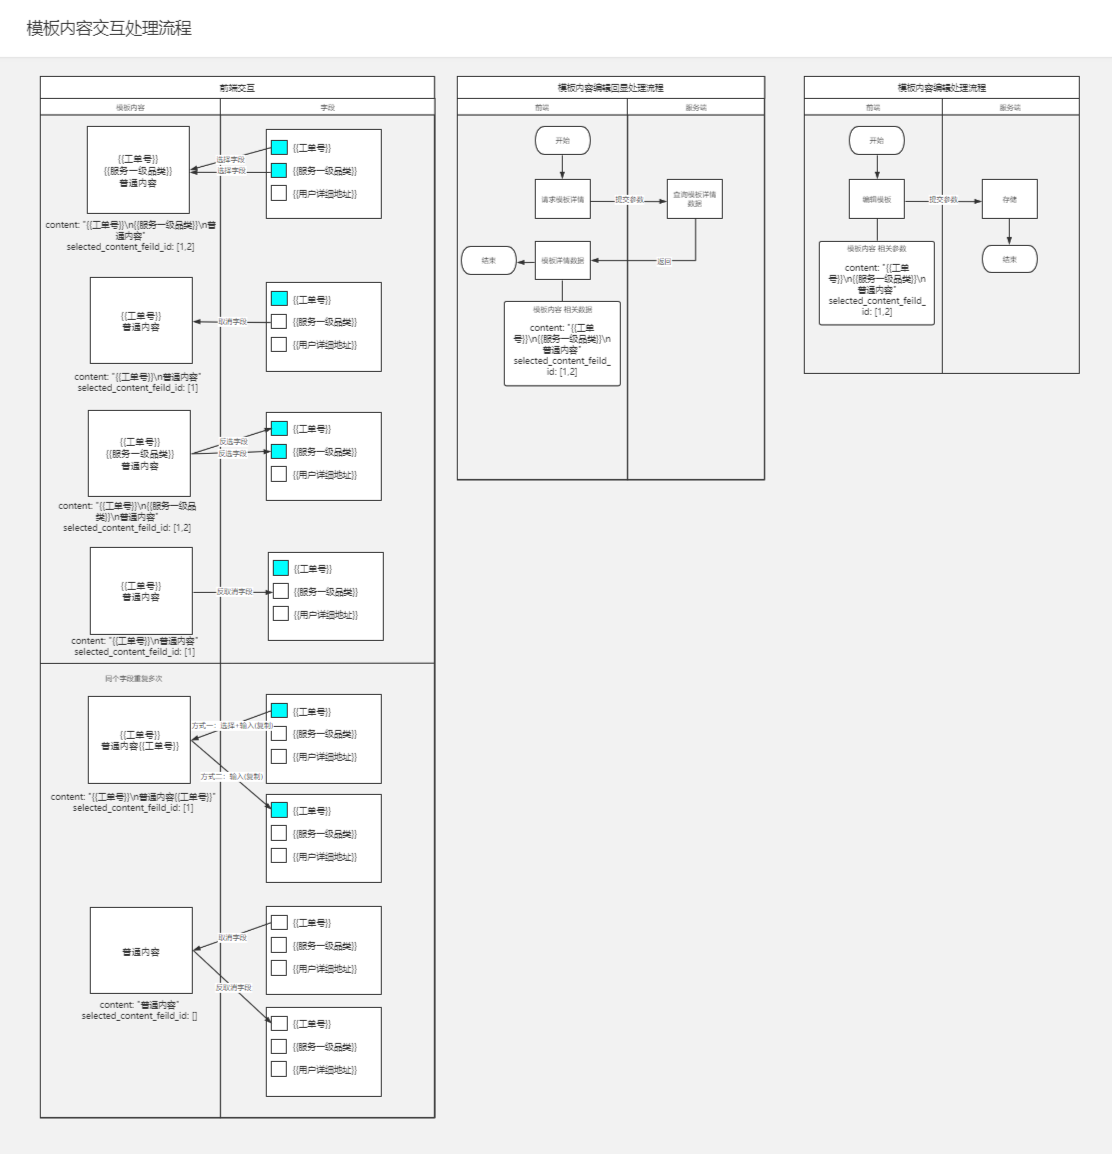 模板内容交互处理流程
前端交互
模板内容
字段
{{工单号}}
{{服务一级品类}}
普通内容
选择字段
选择字段
{{工单号}}
{{服务一级品类}}
{{用户详细地址}}
content: "{{工单号}}\n{{服务一级品类}}\n普
通内容"
selected_content_feild_id: [1,2]
{{工单号}}
普通内容
取消字段
{{工单号}}
{{服务一级品类}}
{{用户详细地址}}
content: "{{工单号}}\n普通内容"
selected_content_feild_id: [1]
{{工单号}}
{{服务一级品类}}
普通内容
反选字段
反选字段
{{工单号}}
{{服务一级品类}}
{{用户详细地址}}
content: "{{工单号}}\n{{服务一级品
类}}\n普通内容"
selected_content_feild_id: [1,2]
{{工单号}}
普通内容
反取消字段
{{工单号}}
{{服务一级品类}}
{{用户详细地址}}
content: "{{工单号}}\n普通内容"
selected_content_feild_id: [1]
同个字段重复多次
{{工单号}}
普通内容{{工单号}}
方式一：选择+输入(复制)
{{工单号}}
{{服务一级品类}}
{{用户详细地址}}
方式二：输入(复制)
content: "{{工单号}}\n普通内容{{工单号}}"
selected_content_feild_id: [1]
{{工单号}}
{{服务一级品类}}
{{用户详细地址}}
普通内容
取消字段
{{工单号}}
{{服务一级品类}}
{{用户详细地址}}
反取消字段
content: "普通内容"
selected_content_feild_id: []
{{工单号}}
{{服务一级品类}}
{{用户详细地址}}
模板内容编辑回显处理流程
前端
服务端
开始
请求模板详情
提交参数
查询模板详情
数据
结束
模板详情数据
返回
模板内容 相关数据
content: "{{工单
号}}\n{{服务一级品类}}\n
普通内容"
selected_content_feild_
id: [1,2]
模板内容编辑处理流程
前端
服务端
开始
编辑模板
提交参数
存储
结束
模板内容 相关参数
content: "{{工单
号}}\n{{服务一级品类}}\n
普通内容"
selected_content_feild_
id: [1,2]